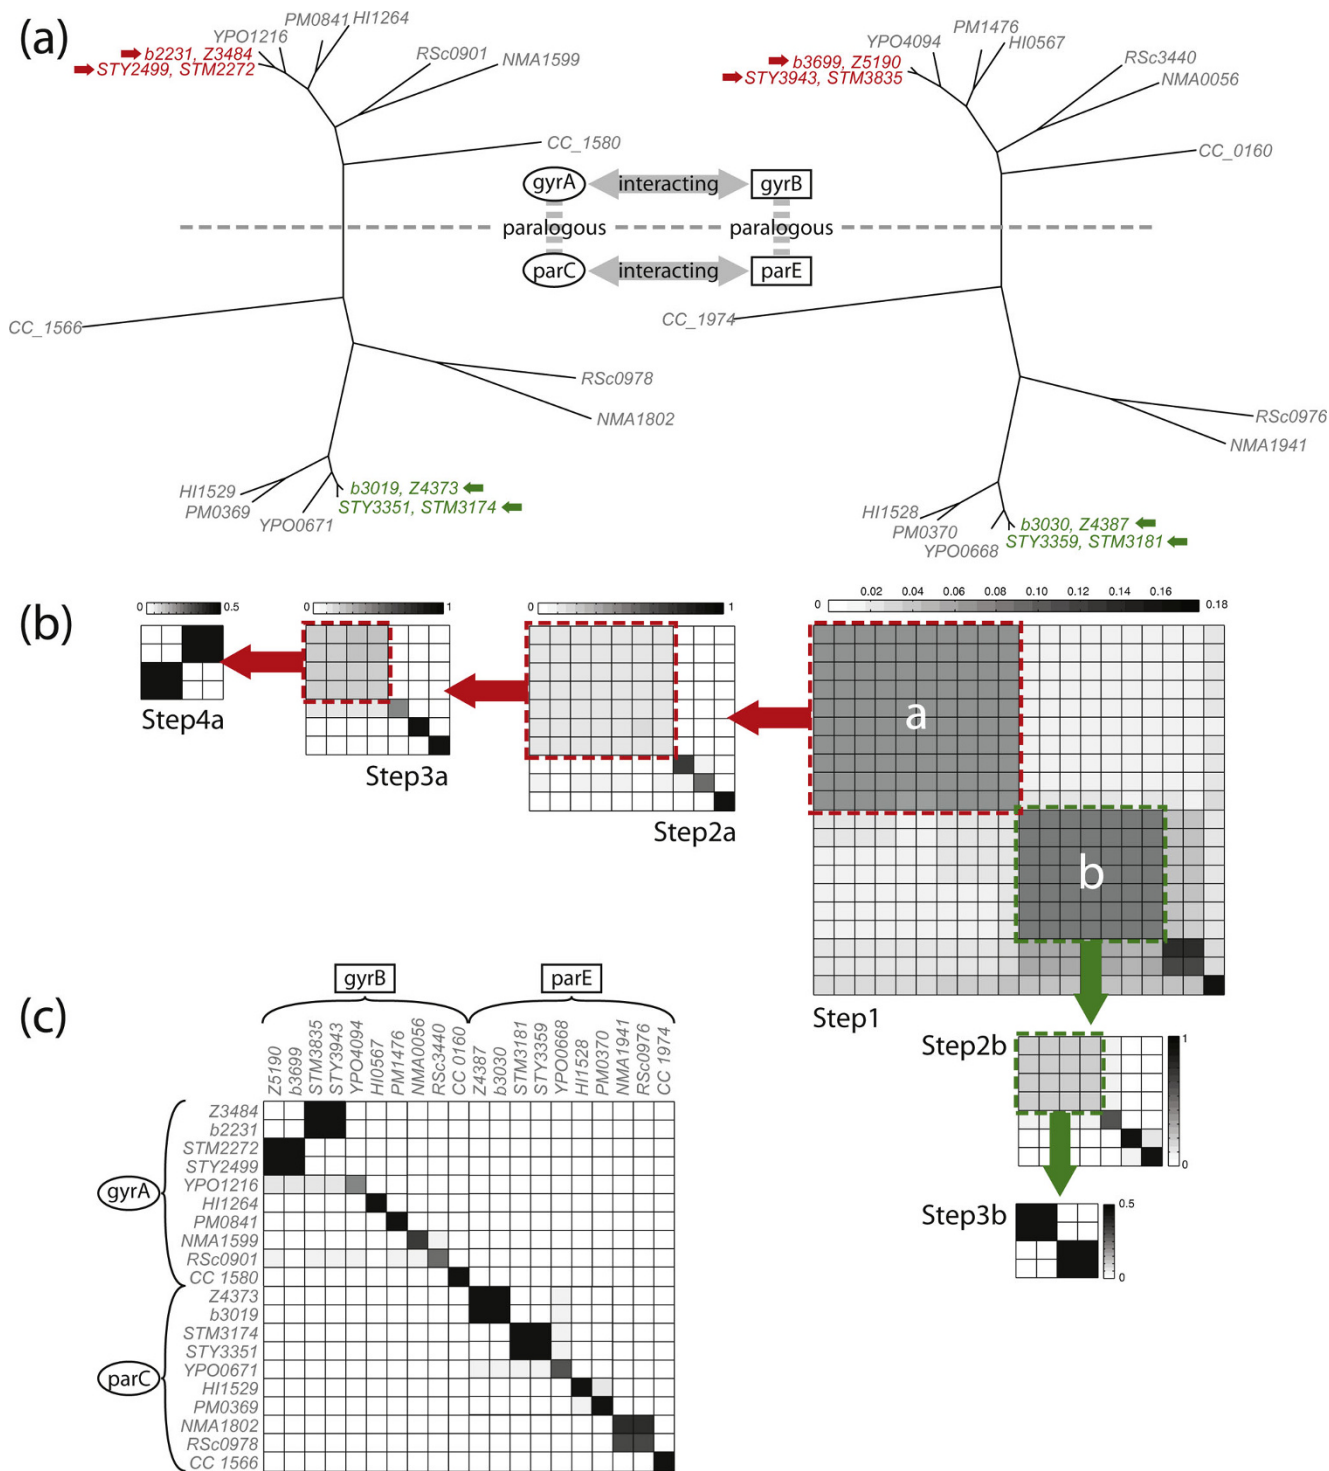 (a)
PM0841
HI1264
YPO1216
b2231, Z3484
STY2499, STM2272
RSc0901
NMA1599
CC_1580
PM1476
YPO4094
HI0567
b3699, Z5190
STY3943, STM3835
RSc3440
NMA0056
CC_0160
gyrA
interacting
gyrB
paralogous
paralogous
parC
interacting
parE
CC_1566
RSc0978
NMA1802
HI1529
PM0369
YPO0671
b3019, Z4373
STY3351, STM3174
CC_1974
RSc0976
NMA1941
HI1528
PM0370
YPO0668
b3030, Z4387
STY3359, STM3181
(b)
0 0.5
Step4a
0 1
Step3a
0 1
Step2a
0 0.02 0.04 0.06 0.08 0.10 0.12 0.14 0.16 0.18
a
b
Step1
Step2b
1
0
Step3b
0.5
0
(c)
gyrB
parE
Z5190
b3699
STM3835
STY3943
YPO4094
HI0567
PM1476
NMA0056
RSc3440
CC 0160
Z4387
b3030
STM3181
STY3359
YPO0668
HI1528
PM0370
NMA1941
RSc0976
CC 1974
gyrA
Z3484
b2231
STM2272
STY2499
YPO1216
HI1264
PM0841
NMA1599
RSc0901
CC 1580
parC
Z4373
b3019
STM3174
STY3351
YPO0671
HI1529
PM0369
NMA1802
RSc0978
CC 1566